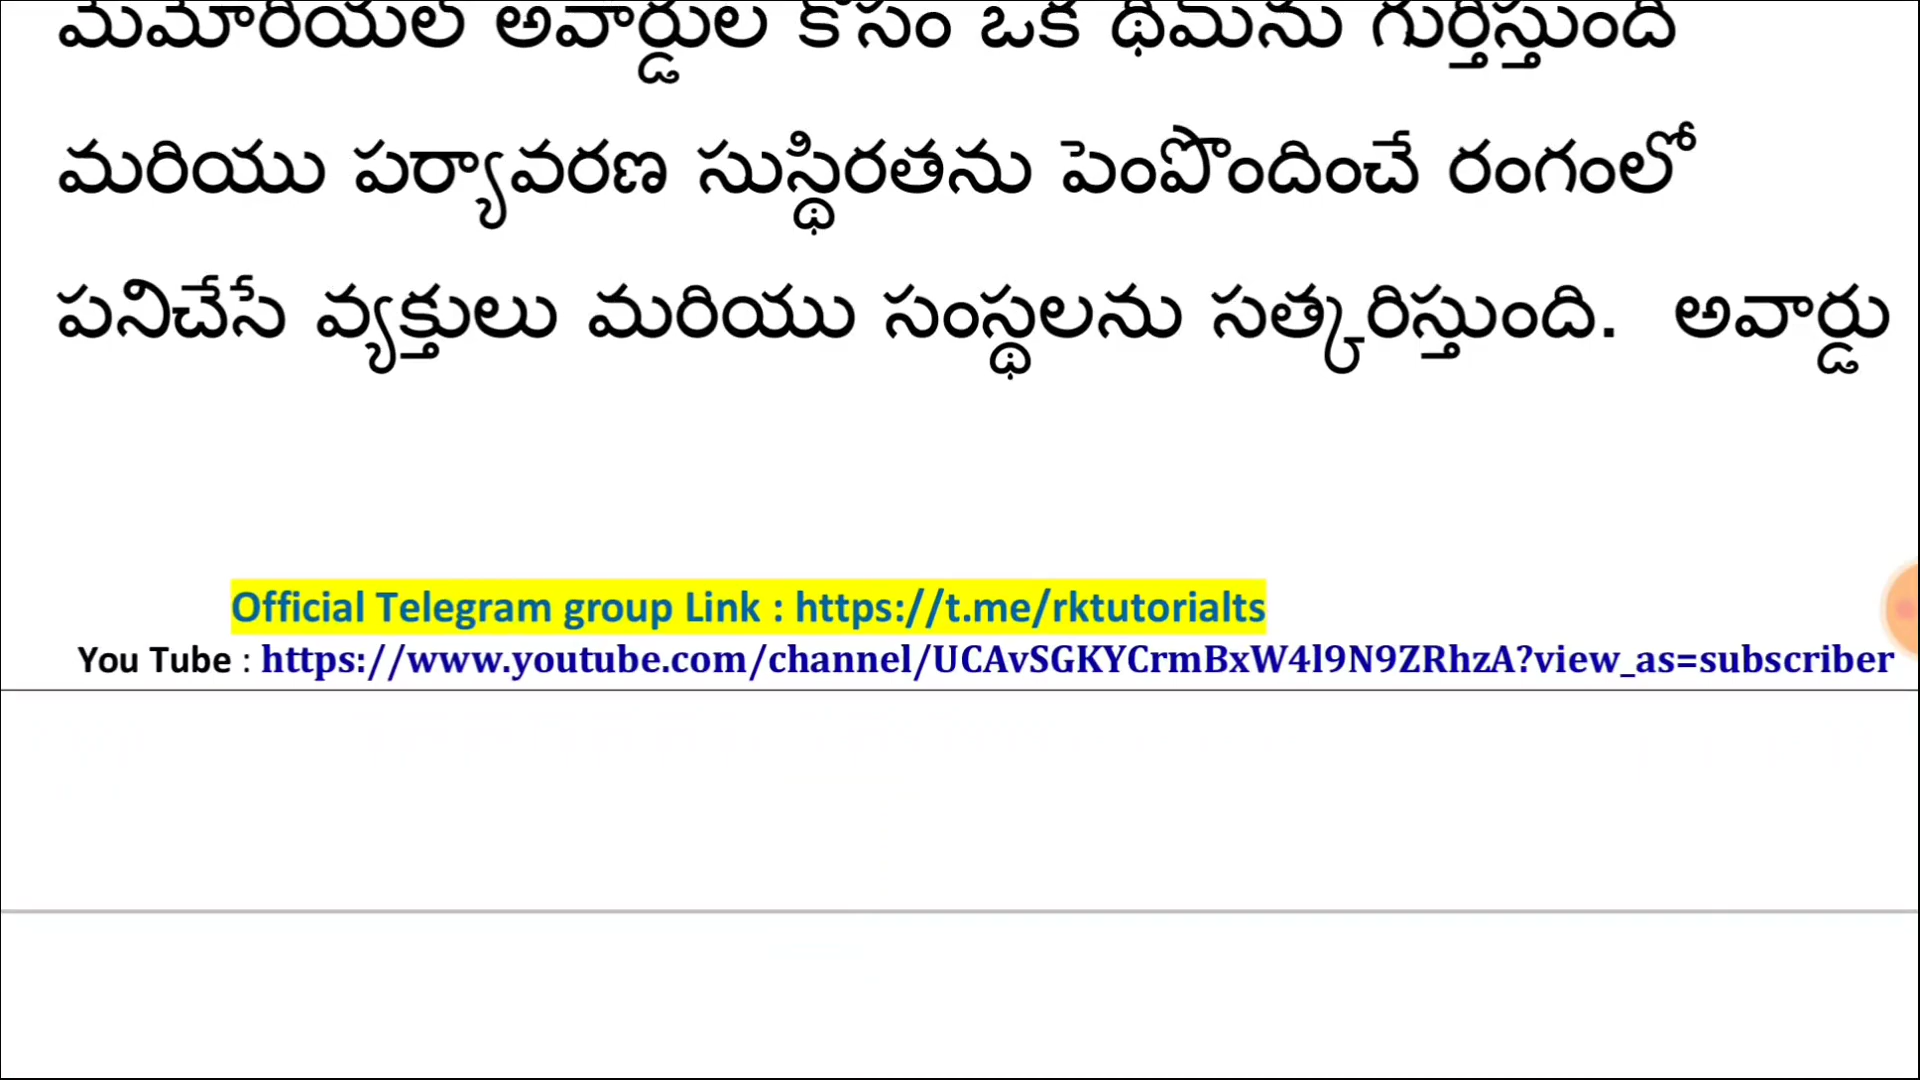 మెమోరియల్ అవార్డుల కోసం ఒక థీమ్‌ను గుర్తిస్తుంది
మరియు పర్యావరణ సుస్థిరతను పెంపొందించే రంగంలో
పనిచేసే వ్యక్తులు మరియు సంస్థలను సత్కరిస్తుంది. అవార్డు
Official Telegram group Link : https://t.me/rktutorialts
You Tube : https://www.youtube.com/channel/UCAvSGKYCrmBxW4l9N9ZRhzA?view_as=subscriber